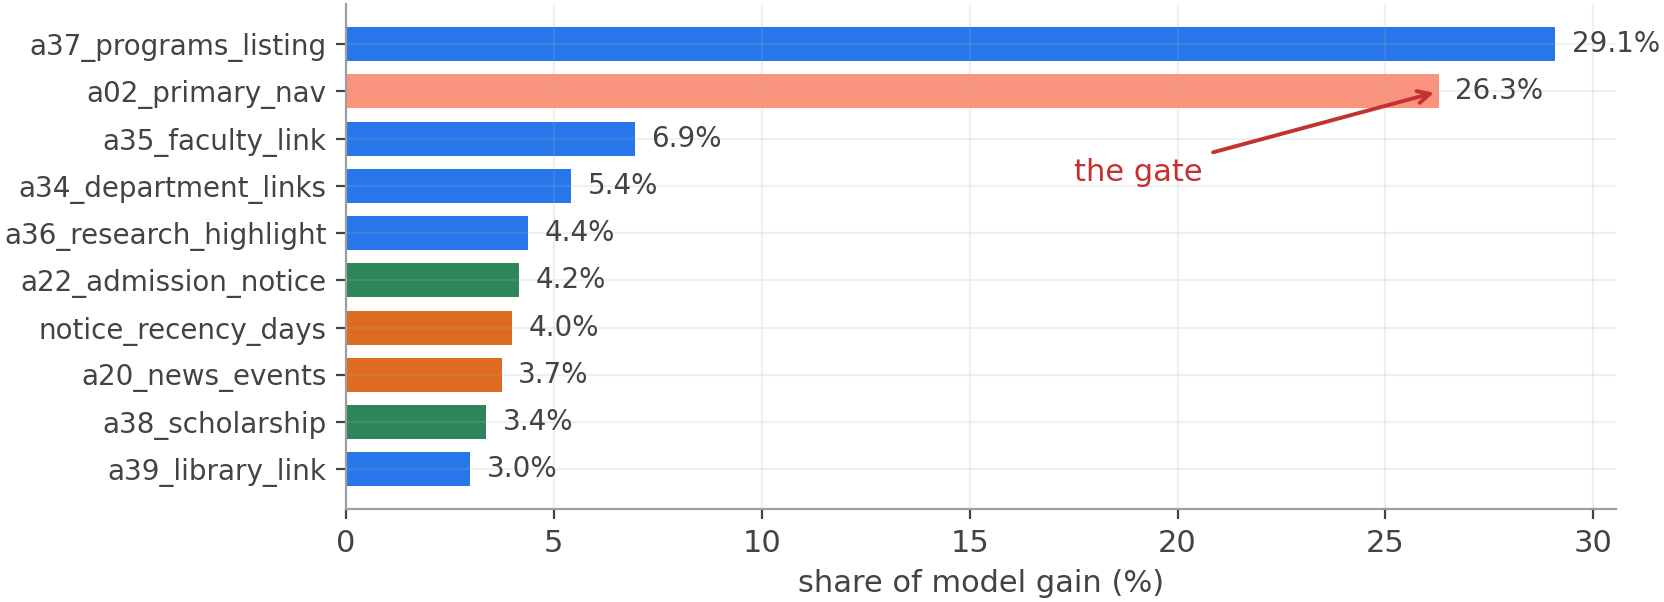 a37_programs_listing 29.1%
a02_primary_nav 26.3%
a35_faculty_link 6.9%
the gate
a34_department_links 5.4%
a36_research_highlight 4.4%
a22_admission_notice 4.2%
notice_recency_days 4.0%
a20_news_events 3.7%
a38_scholarship 3.4%
a39_library_link 3.0%
0 5 10 15 20 25 30
share of model gain (%)